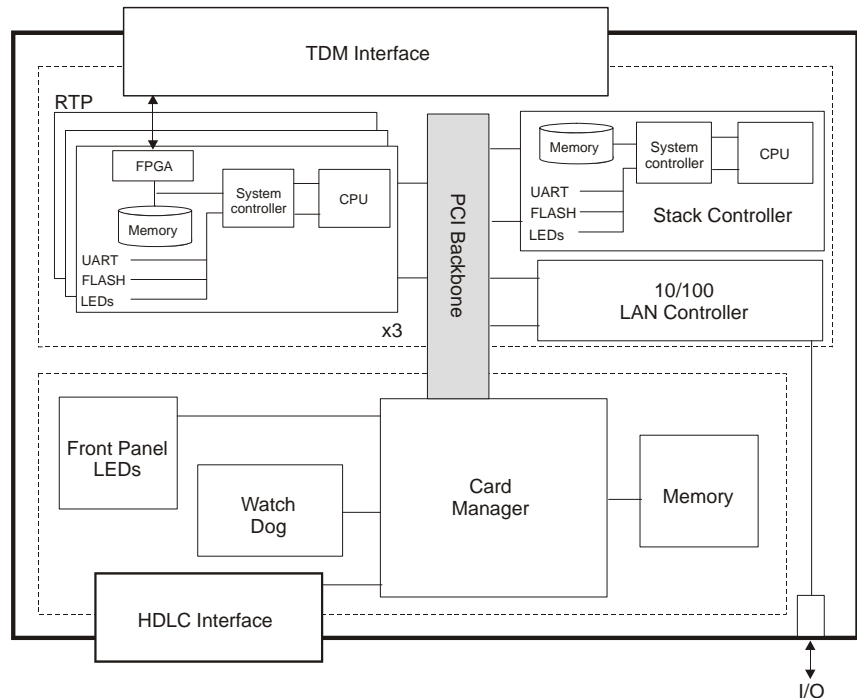 TDM Interface
RTP
FPGA
Memory
System
controller
CPU
UART
FLASH
LEDs
x3
PCI Backbone
Memory
System
controller
CPU
UART
FLASH
LEDs
Stack Controller
10/100
LAN Controller
Front Panel
LEDs
Watch
Dog
Card
Manager
Memory
HDLC Interface
I/O